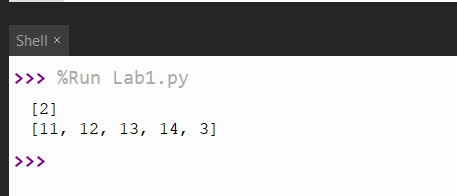 Shell ×
>>> %Run Lab1.py
[2]
[11, 12, 13, 14, 3]
>>>